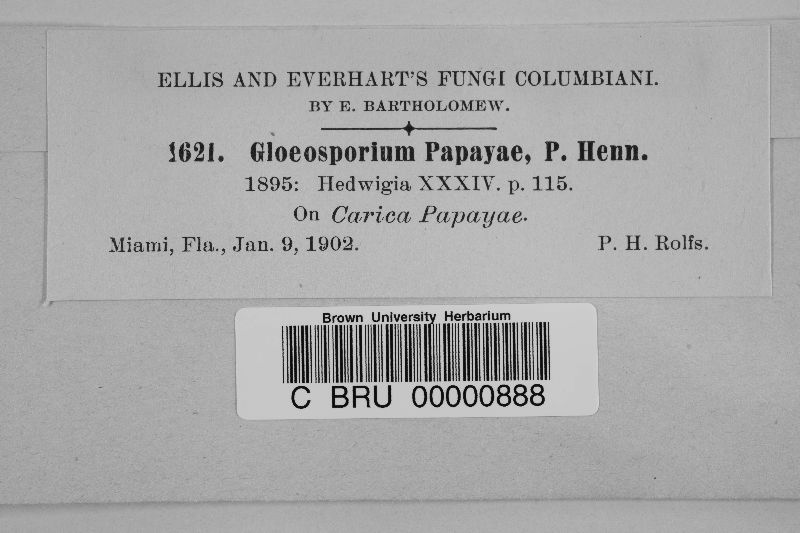 ELLIS AND EVERHART'S FUNGI COLUMBIANI.
BY E. BARTHOLOMEW.
1621. Gloeosporium Papayae, P. Henn.
1895: Hedwigia XXXIV. p. 115.
On Carica Papayae.
Miami, Fla., Jan. 9, 1902. P. H. Rolfs.
Brown University Herbarium
C BRU 00000888